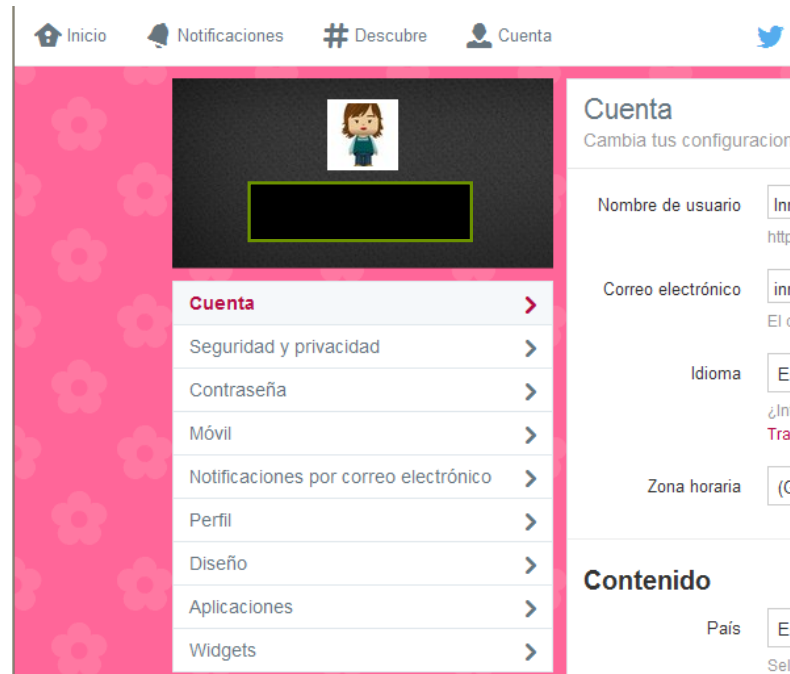 Inicio Notificaciones # Descubre Cuenta
Cuenta
Seguridad y privacidad
Contraseña
Móvil
Notificaciones por correo electrónico
Perfil
Diseño
Aplicaciones
Widgets
Cuenta
Cambia tus
Nombre de usuario
Correo electrónico
Idioma
Zona horaria
Contenido
País